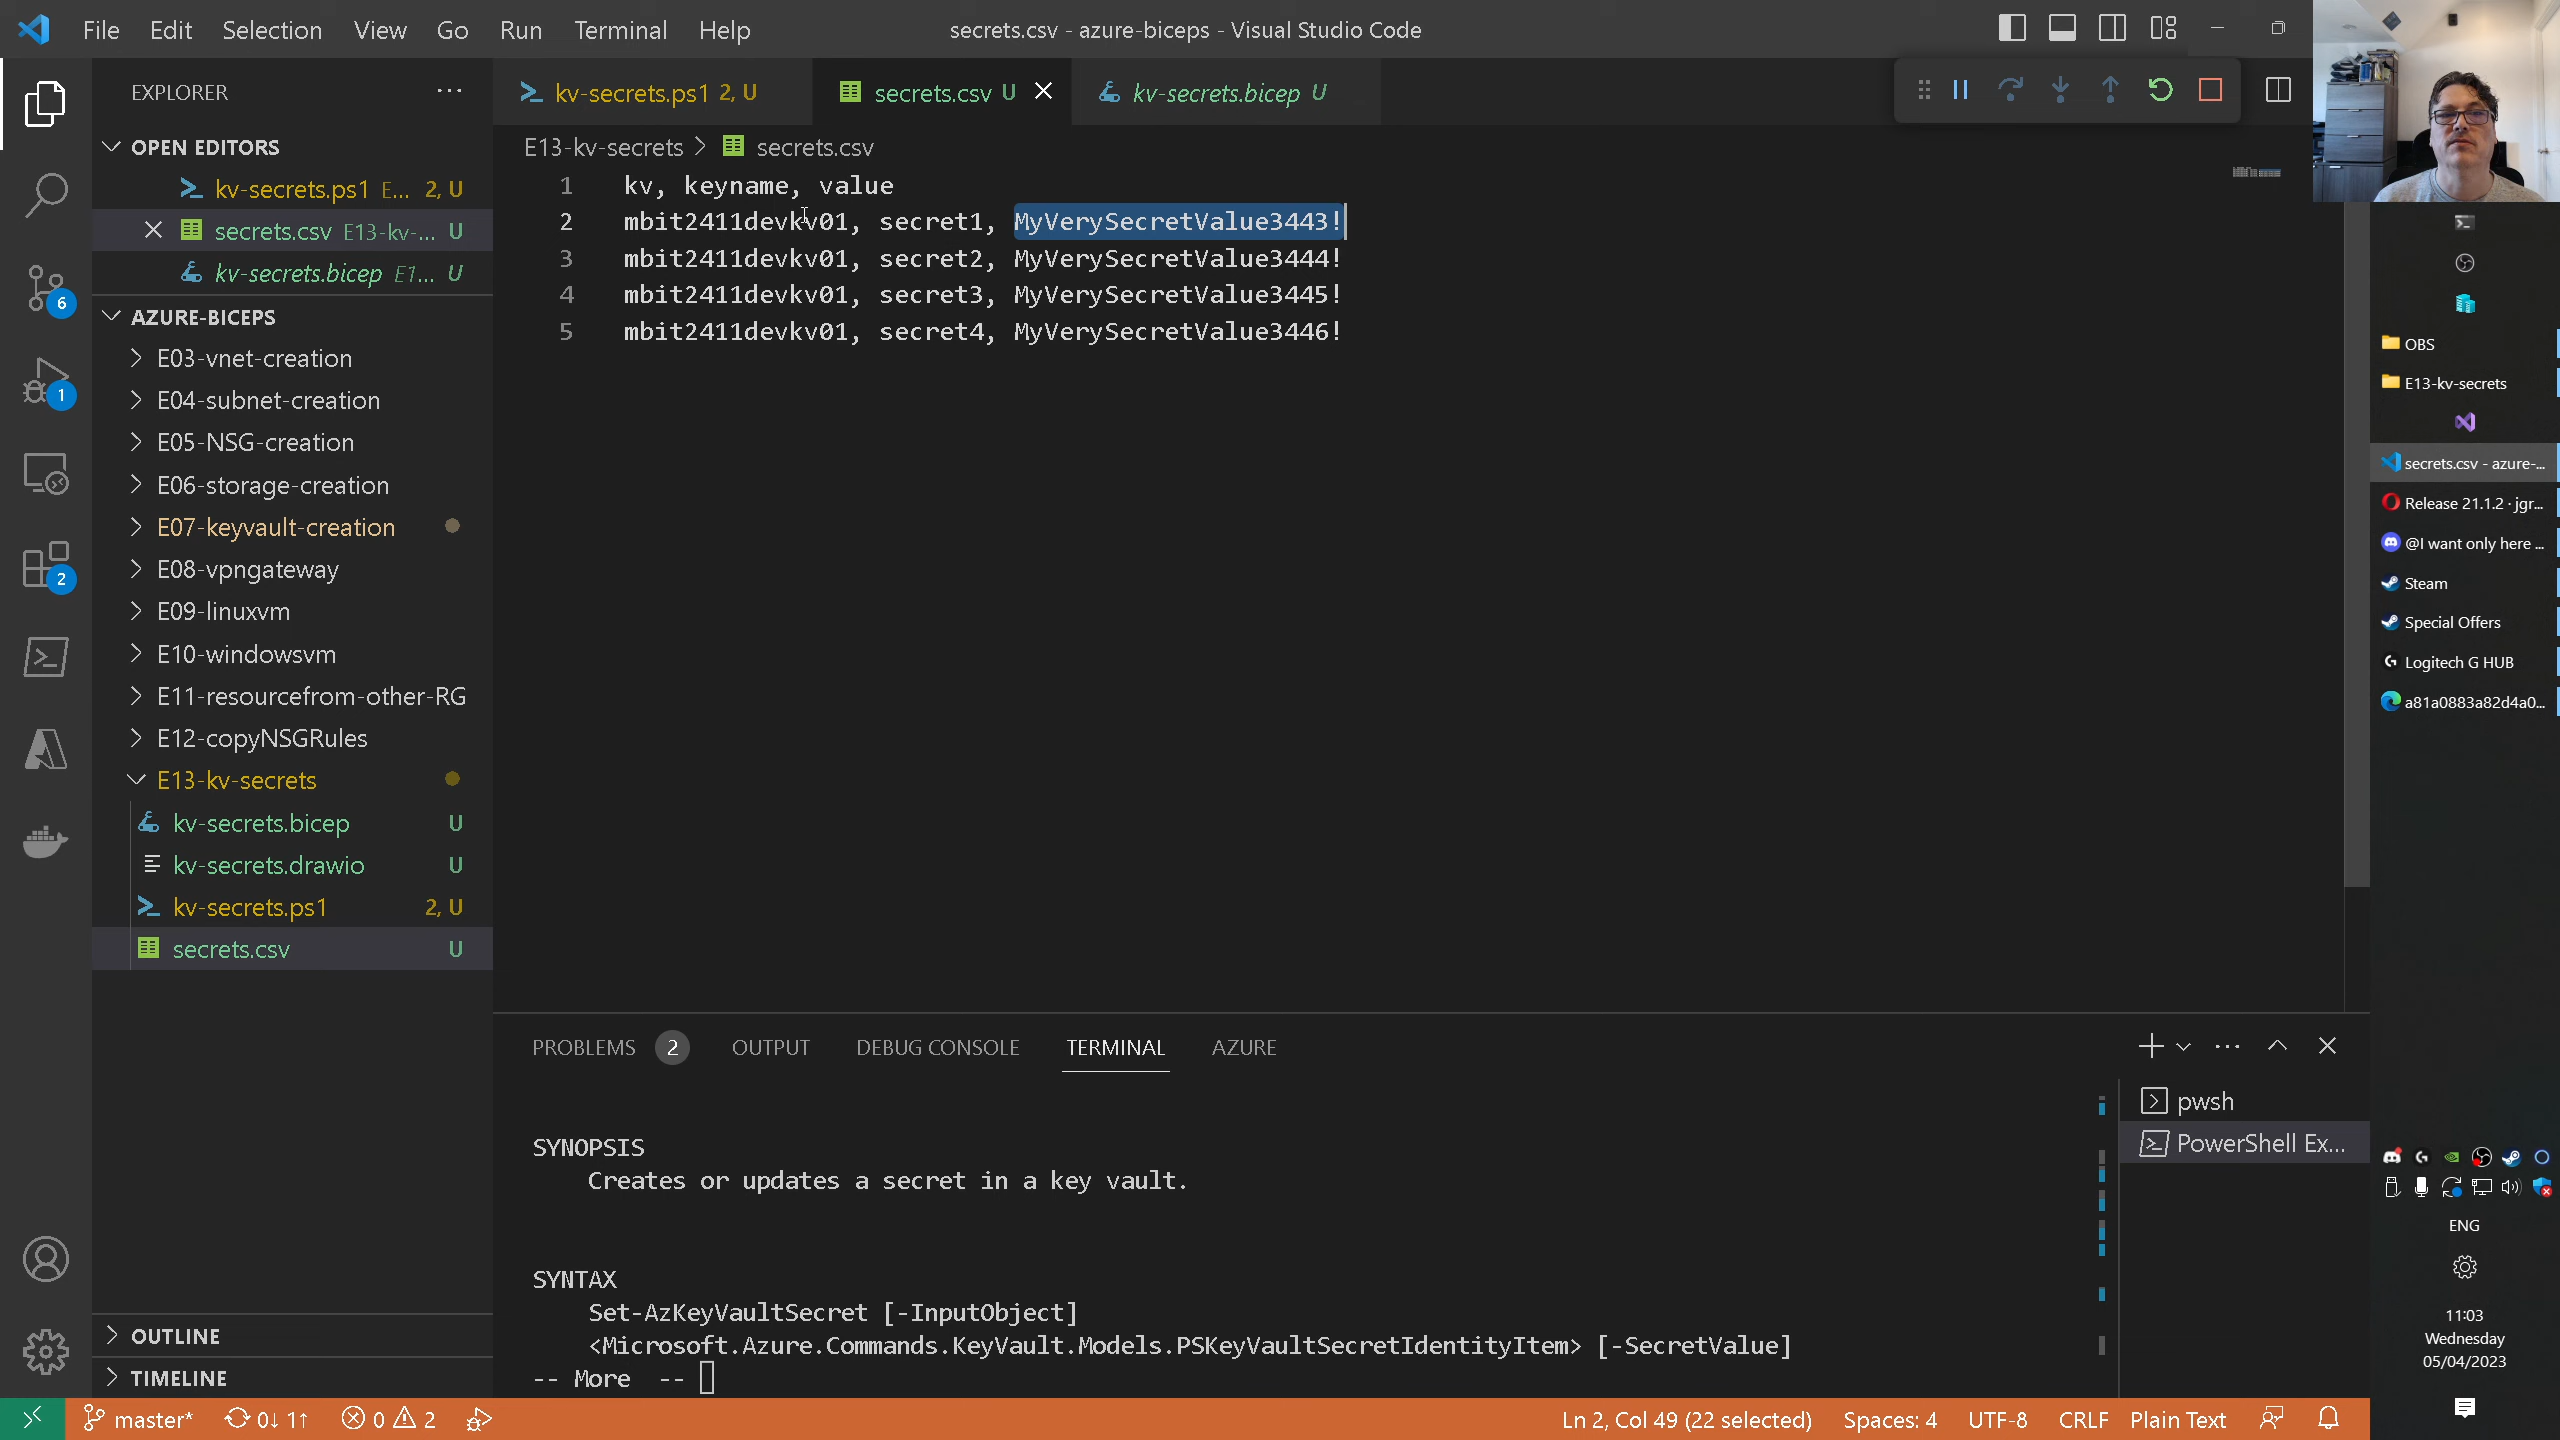 File Edit Selection View Go Run Terminal Help
secrets.csv - azure-biceps - Visual Studio Code
EXPLORER
OPEN EDITORS
kv-secrets.ps1 E... 2, U
secrets.csv E13-kv-... U
kv-secrets.bicep E1... U
AZURE-BICEPS
E03-vnet-creation
E04-subnet-creation
E05-NSG-creation
E06-storage-creation
E07-keyvault-creation
E08-vpngateway
E09-linuxvm
E10-windowsvm
E11-resourcefrom-other-RG
E12-copyNSGRules
E13-kv-secrets
kv-secrets.bicep U
kv-secrets.drawio U
kv-secrets.ps1 2, U
secrets.csv U
OUTLINE
TIMELINE
6
1
2
kv-secrets.ps1 2, U
secrets.csv U
kv-secrets.bicep U
E13-kv-secrets > secrets.csv
1 kv, keyname, value
2 mbit2411devkv01, secret1, MyVerySecretValue3443!
3 mbit2411devkv01, secret2, MyVerySecretValue3444!
4 mbit2411devkv01, secret3, MyVerySecretValue3445!
5 mbit2411devkv01, secret4, MyVerySecretValue3446!
PROBLEMS 2 OUTPUT DEBUG CONSOLE TERMINAL AZURE
SYNOPSIS
Creates or updates a secret in a key vault.
SYNTAX
Set-AzKeyVaultSecret [-InputObject]
<Microsoft.Azure.Commands.KeyVault.Models.PSKeyVaultSecretIdentityItem> [-SecretValue]
-- More --
pwsh
PowerShell Ex...
master* 0↓ 1↑ 0 2
Ln 2, Col 49 (22 selected) Spaces: 4 UTF-8 CRLF Plain Text
OBS
E13-kv-secrets
secrets.csv - azure-...
Release 21.1.2 · jgr...
@I want only here ...
Steam
Special Offers
Logitech G HUB
a81a0883a82d4a0...
ENG
11:03
Wednesday
05/04/2023